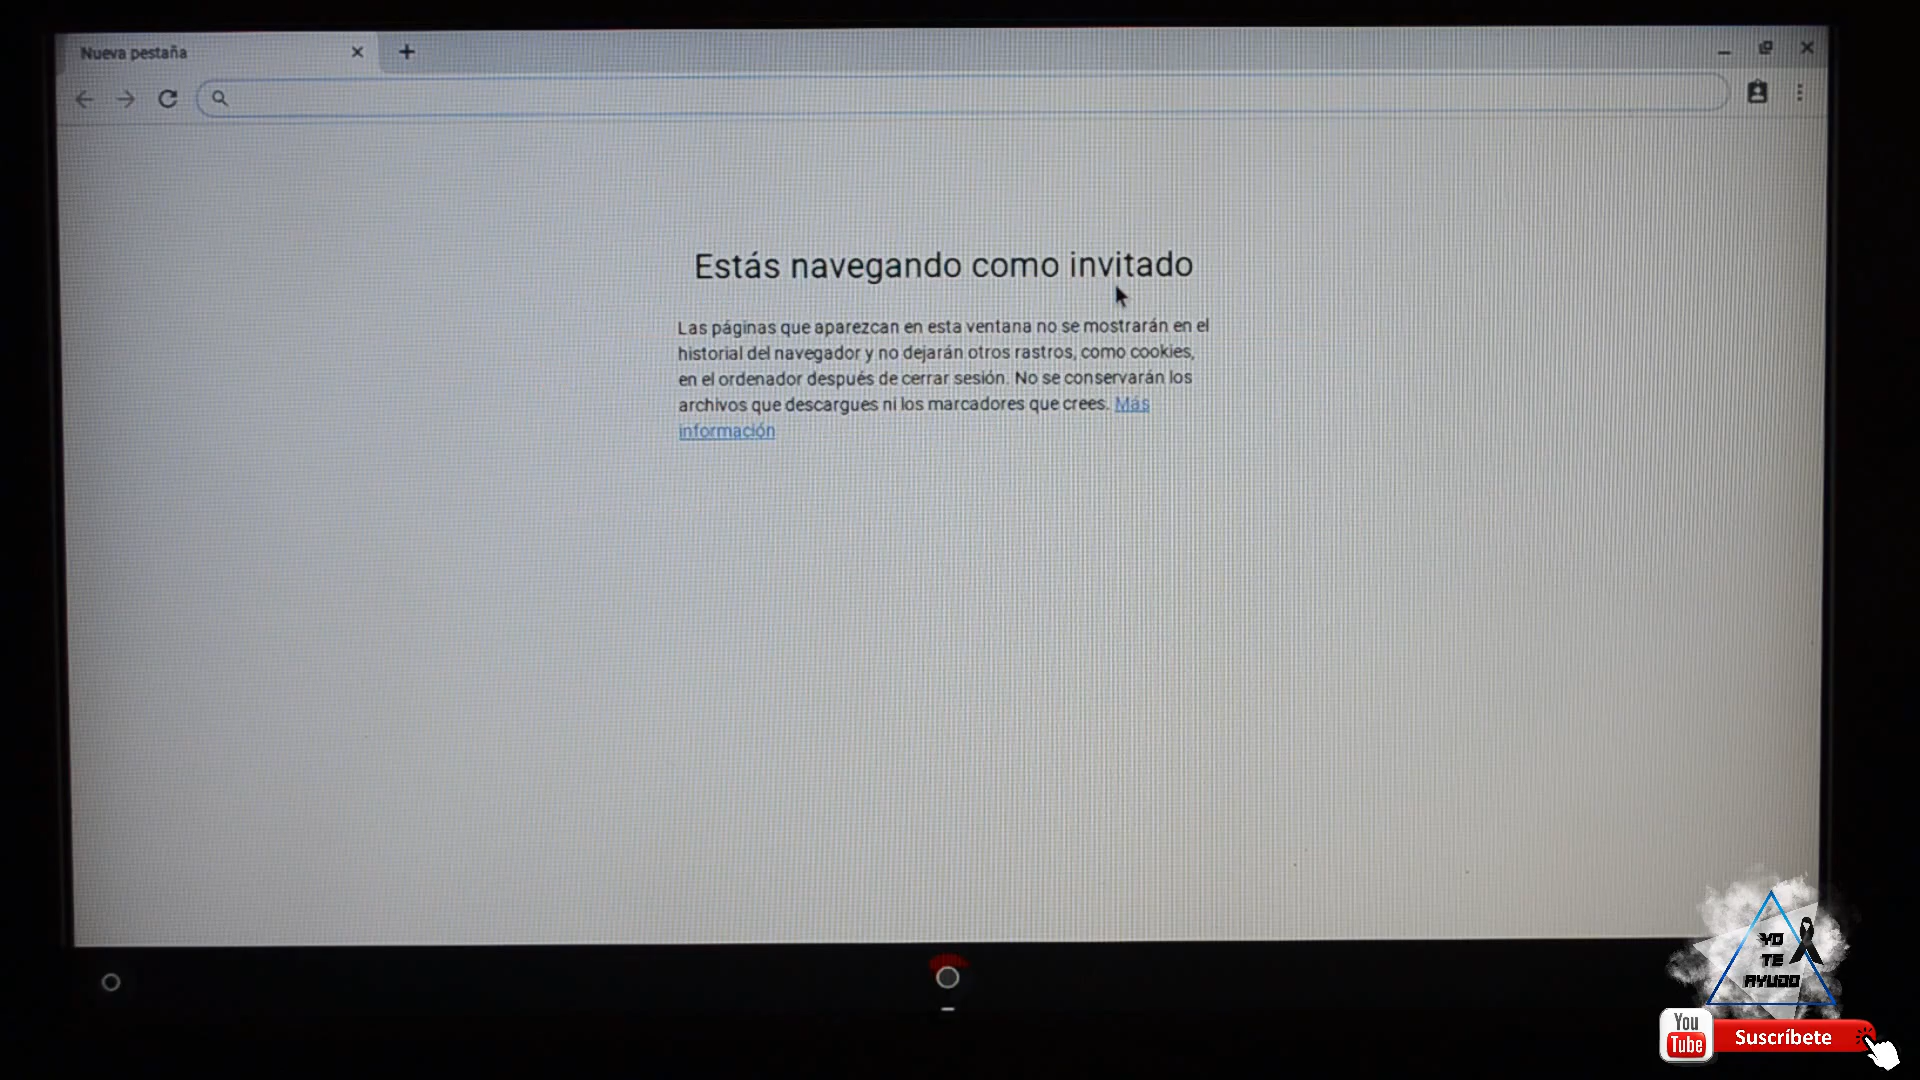 Nueva pestaña
Estás navegando como invitado
Las páginas que aparezcan en esta ventana no se mostrarán en el
historial del navegador y no dejarán otros rastros, como cookies,
en el ordenador después de cerrar sesión. No se conservarán los
archivos que descargues ni los marcadores que crees. Más
información
YO
TE
AYUDO
You
Tube
Suscríbete